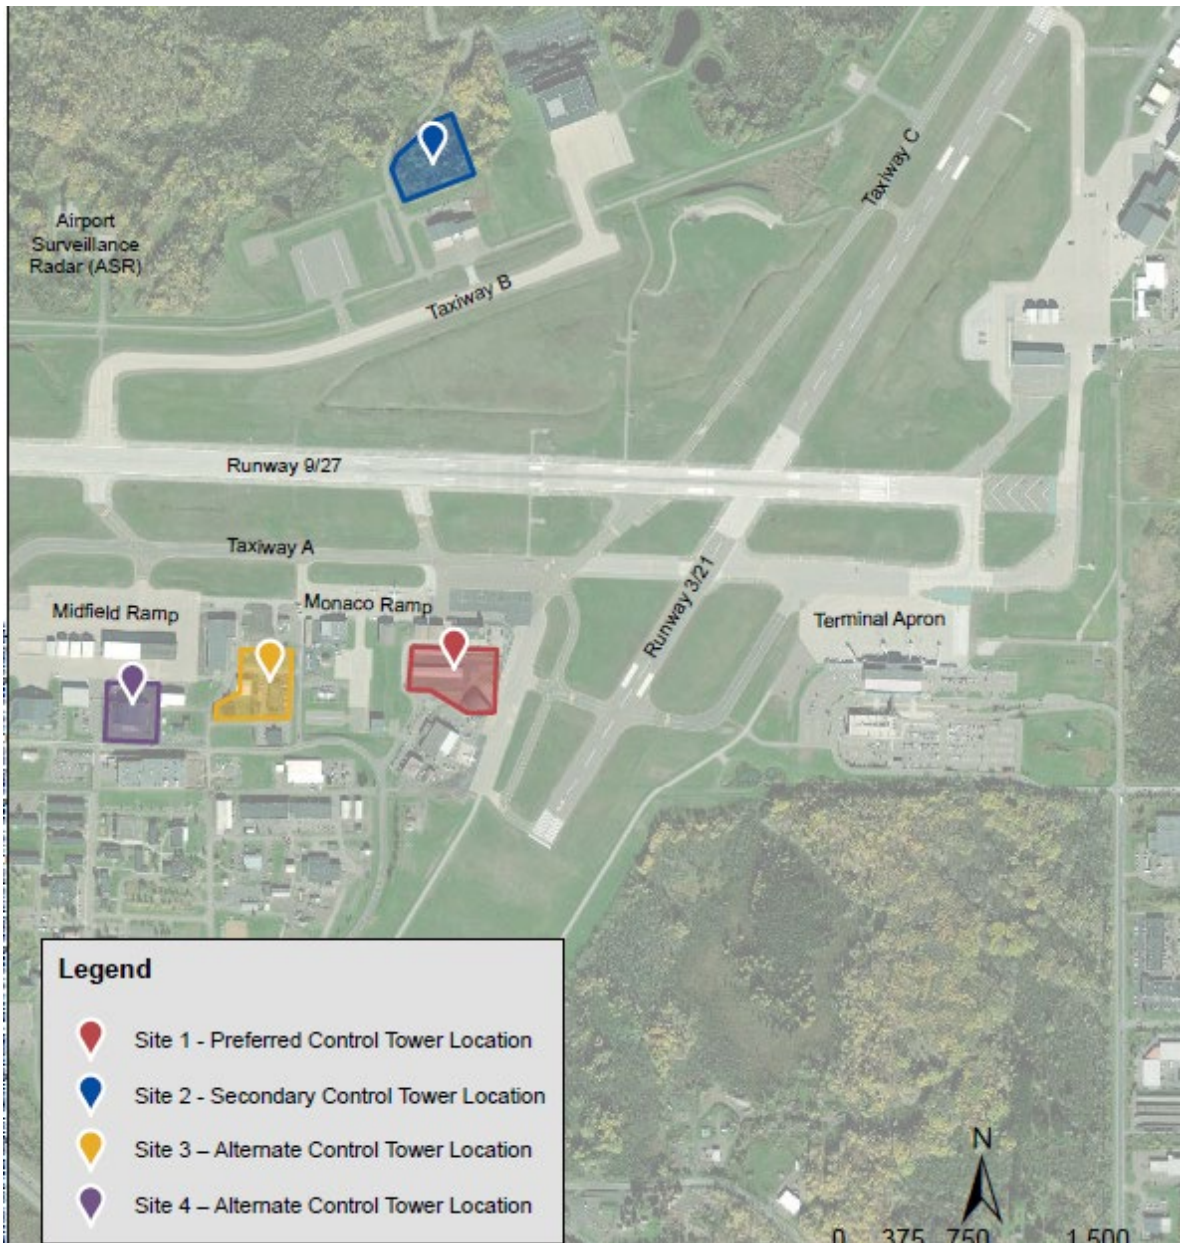 Taxiway C
Airport
Surveillance
Radar (ASR)
Taxiway B
Runway 9/27
Taxiway A
Runway 3/21
Midfield Ramp
Monaco Ramp
Terminal Apron
Legend
Site 1 - Preferred Control Tower Location
Site 2 - Secondary Control Tower Location
Site 3 – Alternate Control Tower Location
Site 4 – Alternate Control Tower Location
N
0 375 750 1,500